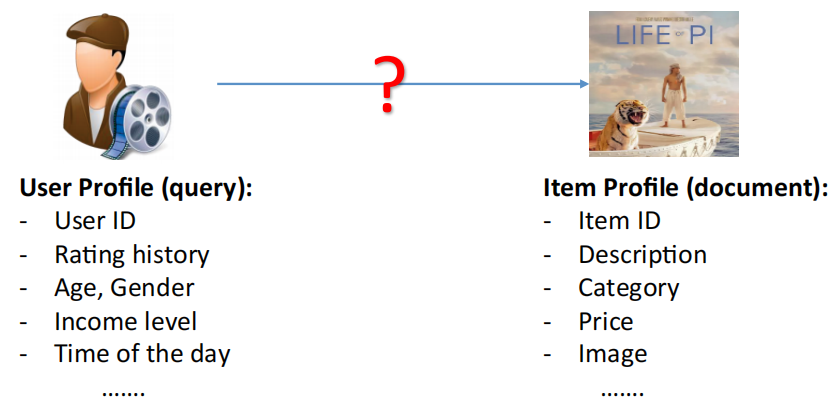 LIFE OF PI
?
User Profile (query):
- User ID
- Rating history
- Age, Gender
- Income level
- Time of the day
.......
Item Profile (document):
- Item ID
- Description
- Category
- Price
- Image
.......